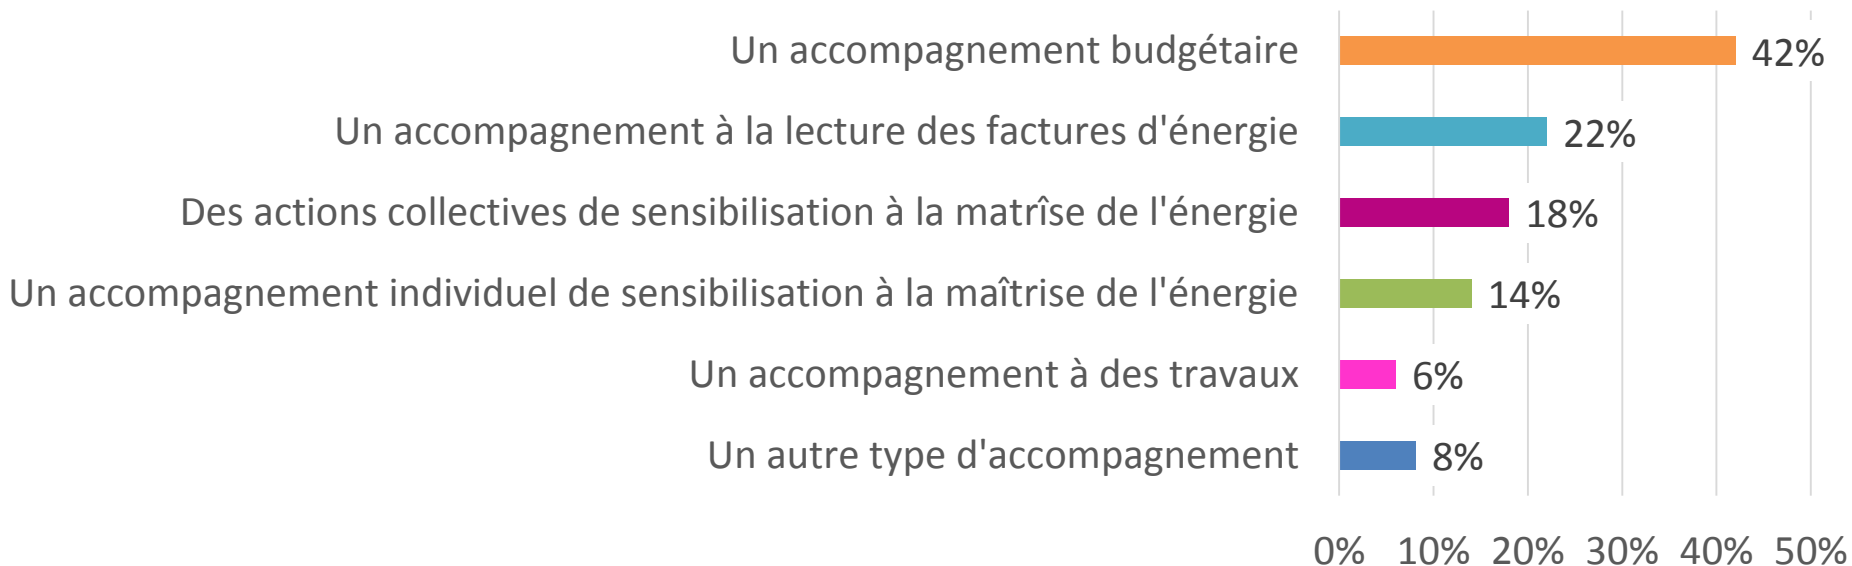 Un accompagnement budgétaire 42%
Un accompagnement à la lecture des factures d'énergie 22%
Des actions collectives de sensibilisation à la matrîse de l'énergie 18%
Un accompagnement individuel de sensibilisation à la maîtrise de l'énergie 14%
Un accompagnement à des travaux 6%
Un autre type d'accompagnement 8%
0% 10% 20% 30% 40% 50%